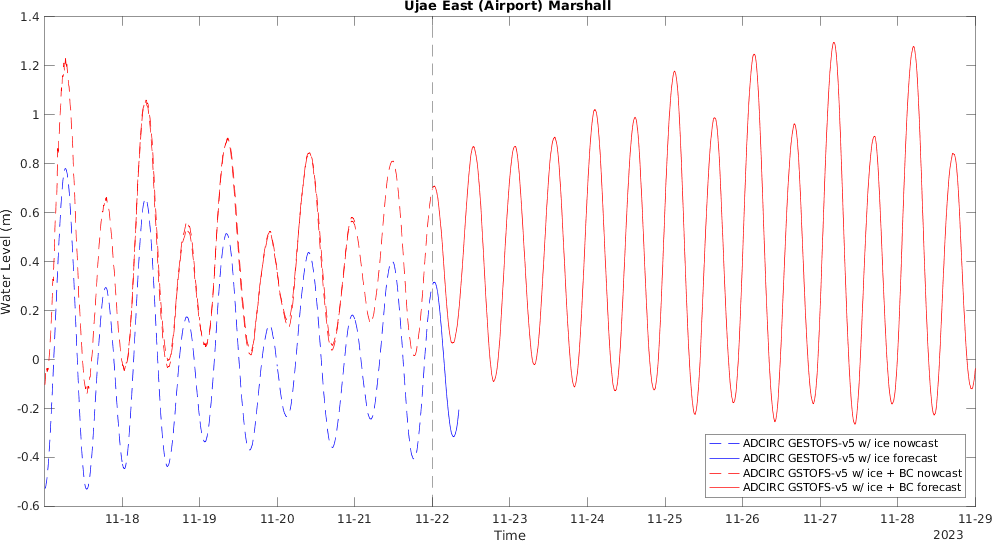 Ujae East (Airport) Marshall
Water Level (m)
1.4
1.2
1
0.8
0.6
0.4
0.2
0
-0.2
-0.4
-0.6
ADCIRC GESTOFS-v5 w/ ice nowcast
ADCIRC GESTOFS-v5 w/ ice forecast
ADCIRC GSTOFS-v5 w/ ice + BC nowcast
ADCIRC GSTOFS-v5 w/ ice + BC forecast
11-18 11-19 11-20 11-21 11-22 11-23 11-24 11-25 11-26 11-27 11-28 11-29
Time
2023